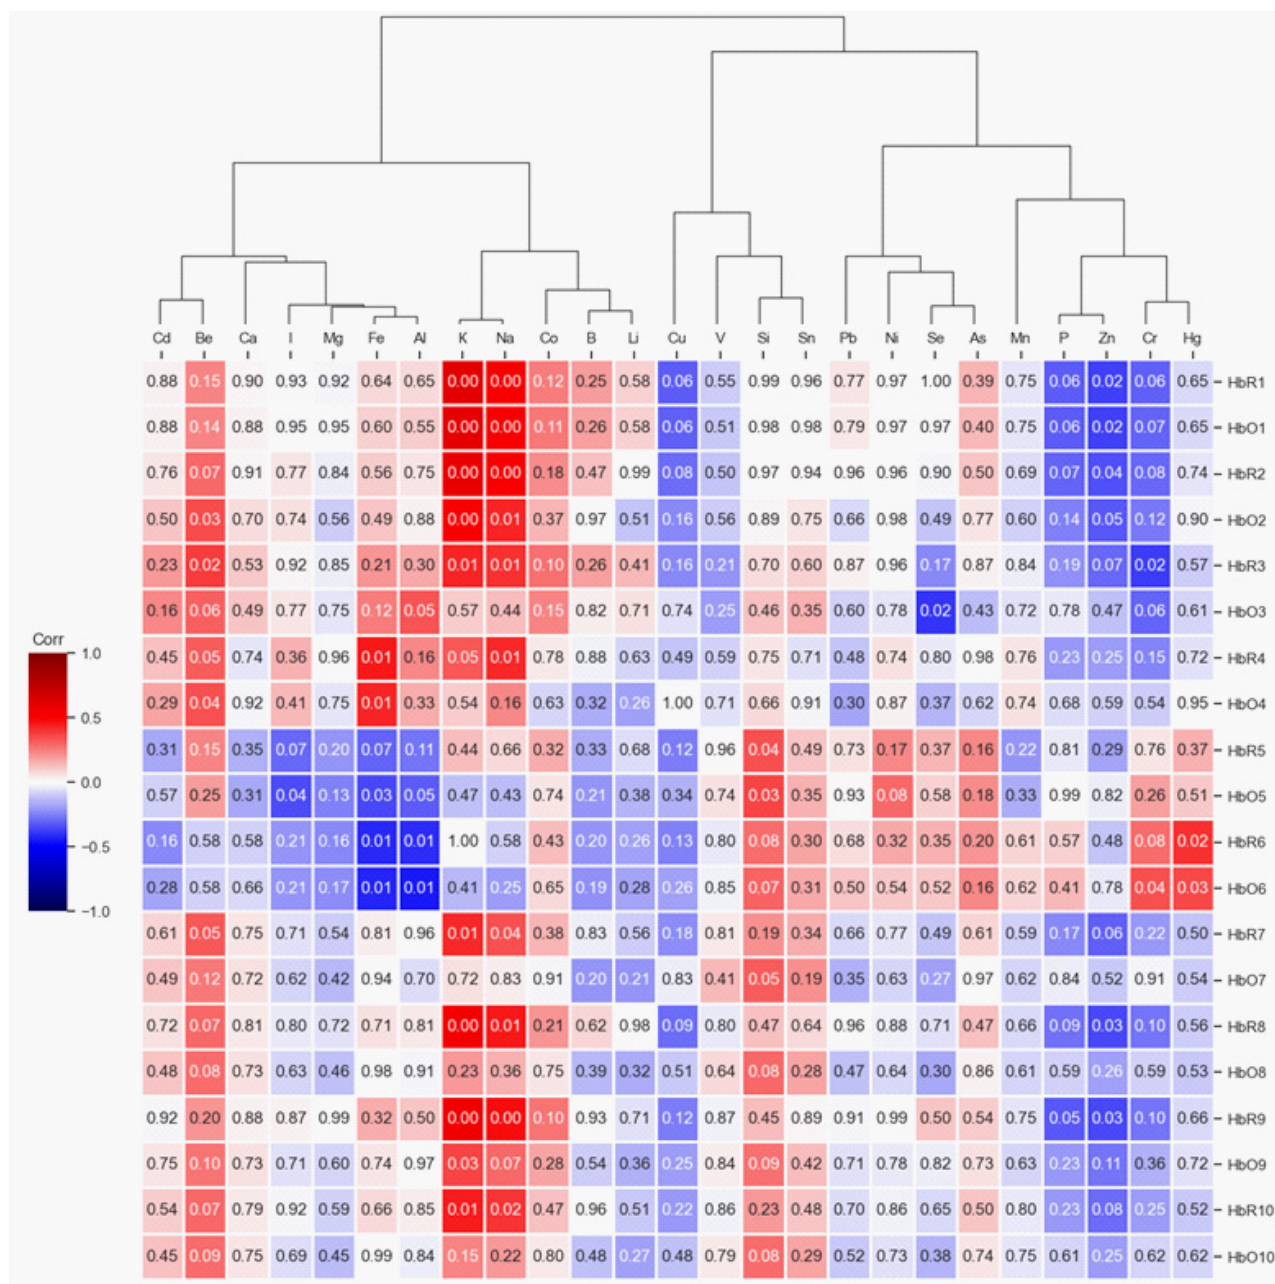 Cd Be Ca I Mg Fe Al K Na Co B Li Cu V Si Sn Pb Ni Se As Mn P Zn Cr Hg
0.88 0.15 0.90 0.93 0.92 0.64 0.65 0.00 0.00 0.12 0.25 0.58 0.06 0.55 0.99 0.96 0.77 0.97 1.00 0.39 0.75 0.06 0.02 0.06 0.65 HbR1
0.88 0.14 0.88 0.95 0.95 0.60 0.55 0.00 0.00 0.11 0.26 0.58 0.06 0.51 0.98 0.98 0.79 0.97 0.97 0.40 0.75 0.06 0.02 0.07 0.65 HbO1
0.76 0.07 0.91 0.77 0.84 0.56 0.75 0.00 0.00 0.18 0.47 0.99 0.08 0.50 0.97 0.94 0.96 0.96 0.90 0.50 0.69 0.07 0.04 0.08 0.74 HbR2
0.50 0.03 0.70 0.74 0.56 0.49 0.88 0.00 0.01 0.37 0.97 0.51 0.16 0.56 0.89 0.75 0.66 0.98 0.49 0.77 0.60 0.14 0.05 0.12 0.90 HbO2
0.23 0.02 0.53 0.92 0.85 0.21 0.30 0.01 0.01 0.10 0.26 0.41 0.16 0.21 0.70 0.60 0.87 0.96 0.17 0.87 0.84 0.19 0.07 0.02 0.57 HbR3
0.16 0.06 0.49 0.77 0.75 0.12 0.05 0.57 0.44 0.15 0.82 0.71 0.74 0.25 0.46 0.35 0.60 0.78 0.02 0.43 0.72 0.78 0.47 0.06 0.61 HbO3
Corr
1.0
0.5
0.0
−0.5
−1.0
0.45 0.05 0.74 0.36 0.96 0.01 0.16 0.05 0.01 0.78 0.88 0.63 0.49 0.59 0.75 0.71 0.48 0.74 0.80 0.98 0.76 0.23 0.25 0.15 0.72 HbR4
0.29 0.04 0.92 0.41 0.75 0.01 0.33 0.54 0.16 0.63 0.32 0.26 1.00 0.71 0.66 0.91 0.30 0.87 0.37 0.62 0.74 0.68 0.59 0.54 0.95 HbO4
0.31 0.15 0.35 0.07 0.20 0.07 0.11 0.44 0.66 0.32 0.33 0.68 0.12 0.96 0.04 0.49 0.73 0.17 0.37 0.16 0.22 0.81 0.29 0.76 0.37 HbR5
0.57 0.25 0.31 0.04 0.13 0.03 0.05 0.47 0.43 0.74 0.21 0.38 0.34 0.74 0.03 0.35 0.93 0.08 0.58 0.18 0.33 0.99 0.82 0.26 0.51 HbO5
0.16 0.58 0.58 0.21 0.16 0.01 0.01 1.00 0.58 0.43 0.20 0.26 0.13 0.80 0.08 0.30 0.68 0.32 0.35 0.20 0.61 0.57 0.48 0.08 0.02 HbR6
0.28 0.58 0.66 0.21 0.17 0.01 0.01 0.41 0.25 0.65 0.19 0.28 0.26 0.85 0.07 0.31 0.50 0.54 0.52 0.16 0.62 0.41 0.78 0.04 0.03 HbO6
0.61 0.05 0.75 0.71 0.54 0.81 0.96 0.01 0.04 0.38 0.83 0.56 0.18 0.81 0.19 0.34 0.66 0.77 0.49 0.61 0.59 0.17 0.06 0.22 0.50 HbR7
0.49 0.12 0.72 0.62 0.42 0.94 0.70 0.72 0.83 0.91 0.20 0.21 0.83 0.41 0.05 0.19 0.35 0.63 0.27 0.97 0.62 0.84 0.52 0.91 0.54 HbO7
0.72 0.07 0.81 0.80 0.72 0.71 0.81 0.00 0.01 0.21 0.62 0.98 0.09 0.80 0.47 0.64 0.96 0.88 0.71 0.47 0.66 0.09 0.03 0.10 0.56 HbR8
0.48 0.08 0.73 0.63 0.46 0.98 0.91 0.23 0.36 0.75 0.39 0.32 0.51 0.64 0.08 0.28 0.47 0.64 0.30 0.86 0.61 0.59 0.26 0.59 0.53 HbO8
0.92 0.20 0.88 0.87 0.99 0.32 0.50 0.00 0.00 0.10 0.93 0.71 0.12 0.87 0.45 0.89 0.91 0.99 0.50 0.54 0.75 0.05 0.03 0.10 0.66 HbR9
0.75 0.10 0.73 0.71 0.60 0.74 0.97 0.03 0.07 0.28 0.54 0.36 0.25 0.84 0.09 0.42 0.71 0.78 0.82 0.73 0.63 0.23 0.11 0.36 0.72 HbO9
0.54 0.07 0.79 0.92 0.59 0.66 0.85 0.01 0.02 0.47 0.96 0.51 0.22 0.86 0.23 0.48 0.70 0.86 0.65 0.50 0.80 0.23 0.08 0.25 0.52 HbR10
0.45 0.09 0.75 0.69 0.45 0.99 0.84 0.15 0.22 0.80 0.48 0.27 0.48 0.79 0.08 0.29 0.52 0.73 0.38 0.74 0.75 0.61 0.25 0.62 0.62 HbO10